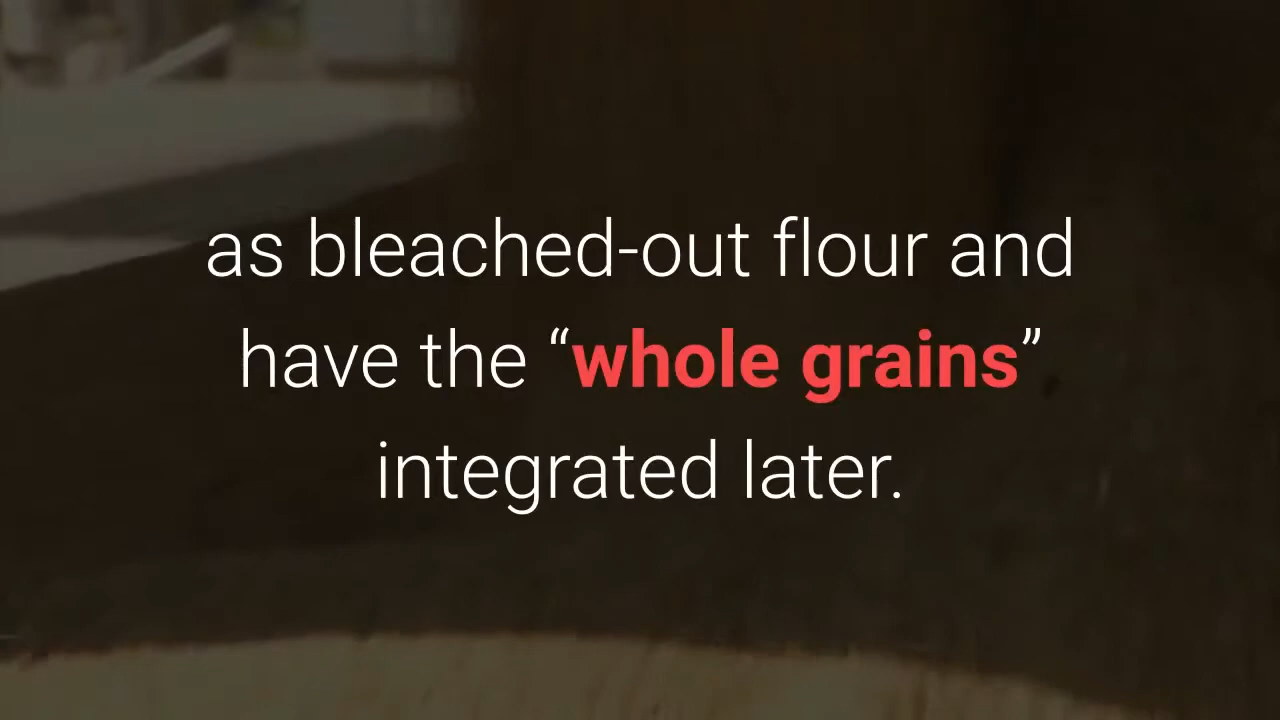 as bleached-out flour and
have the “whole grains”
integrated later.